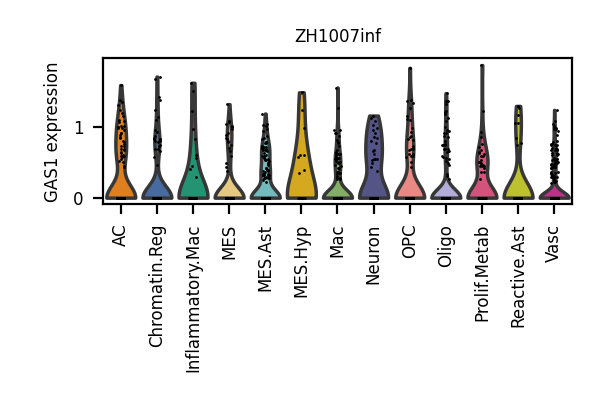 ZH1007inf
GAS1 expression
1
0
AC
Chromatin.Reg
Inflammatory.Mac
MES
MES.Ast
MES.Hyp
Mac
Neuron
OPC
Oligo
Prolif.Metab
Reactive.Ast
Vasc